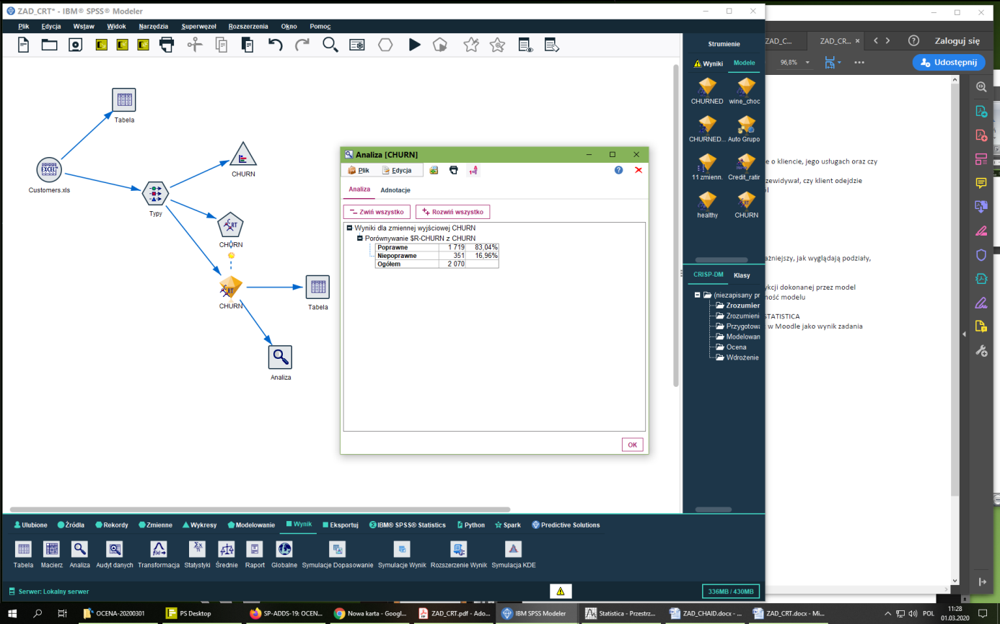 ZAD_CRT* - IBM® SPSS® Modeler
Plik Edycja Wstaw Widok Narzędzia Superwęzeł Rozszerzenia Okno Pomoc
Tabela
EXCEL
Customers.xls
Typy
CHURN
CRT
CHURN
CRT
CHURN
Tabela
Analiza
Analiza [CHURN]
Plik Edycja
Analiza Adnotacje
Zwiń wszystko Rozwiń wszystko
Wyniki dla zmiennej wyjściowej CHURN
Porównywanie $R-CHURN z CHURN
Poprawne 1 719 83,04%
Niepoprawne 351 16,96%
Ogółem 2 070
OK
Strumienie
Wyniki Modele
CHURNED wine_choc
CHURNED... Auto Grupo
11 zmienn. Credit_ratir
healthy CHURN
CRISP-DM Klasy
(niezapisany pr
Zrozumier
Zrozumieni
Przygotowa
Modelowan
Ocena
Wdrożenie
ZAD_C... ZAD_CR... Zaloguj się
96,8% Udostępnij
e o kliencie, jego usługach oraz czy
zewidywał, czy klient odejdzie
ażniejszy, jak wyglądają podziały,
kcji dokonanej przez model
ność modelu
STATISTICA
w Moodle jako wynik zadania
Ulubione Źródła Rekordy Zmienne Wykresy Modelowanie Wynik Eksportuj IBM® SPSS® Statistics Python Spark Predictive Solutions
Tabela Macierz Analiza Audyt danych Transformacja Statystyki Średnie Raport Globalne Symulacje Dopasowanie Symulacje Wynik Rozszerzenie Wynik Symulacja KDE
Serwer: Lokalny serwer 336MB / 430MB
OCENA-20200301 PS Desktop SP-ADDS-19: OCEN... Nowa karta - Googl... ZAD_CRT.pdf - Ado... IBM SPSS Modeler Statistica - Przestrz... ZAD_CHAID.docx - ... ZAD_CRT.docx - Mi... POL 11:28
01.03.2020